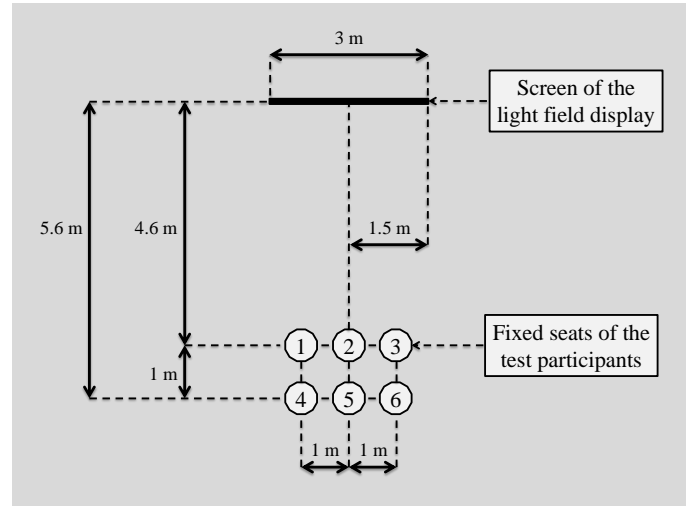 3 m
Screen of the
light field display
5.6 m
4.6 m
1.5 m
1
2
3
Fixed seats of the
test participants
1 m
4
5
6
1 m
1 m